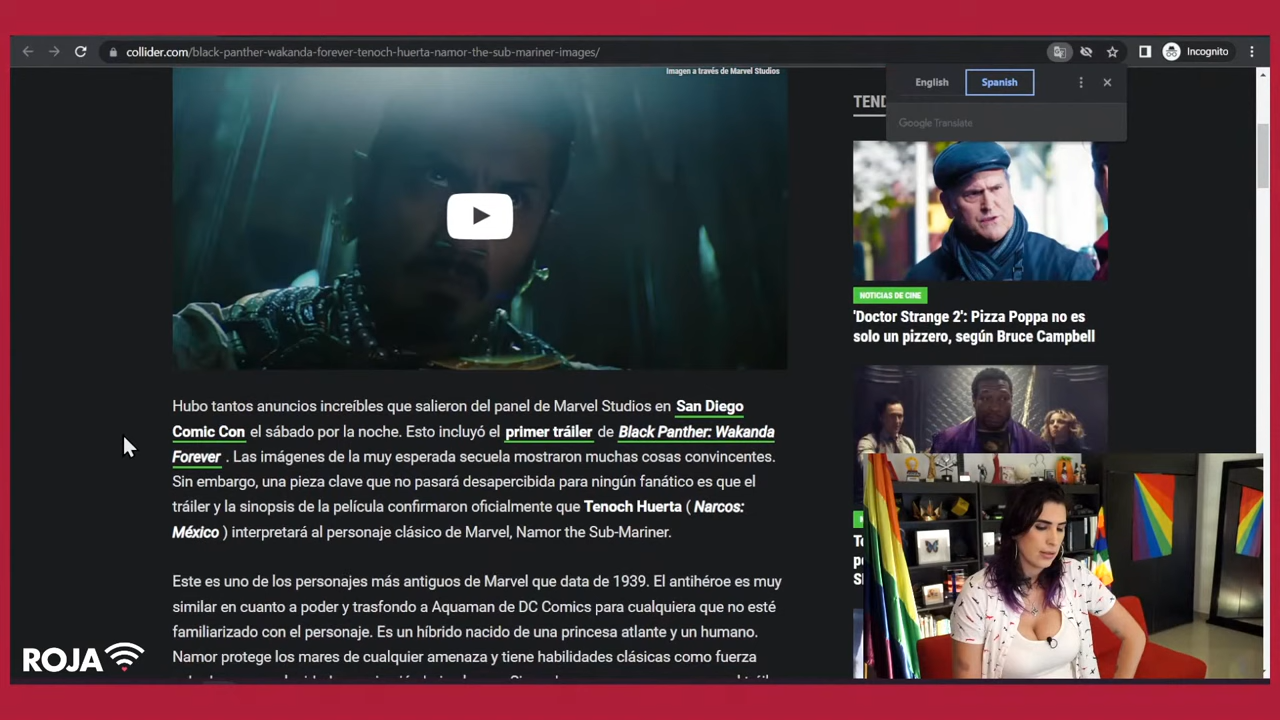 collider.com/black-panther-wakanda-forever-tenoch-huerta-namor-the-sub-mariner-images/
Incognito
Imagen a través de Marvel Studios
English
Spanish
Google Translate
TEND
NOTICIAS DE CINE
'Doctor Strange 2': Pizza Poppa no es
solo un pizzero, según Bruce Campbell
Hubo tantos anuncios increíbles que salieron del panel de Marvel Studios en San Diego
Comic Con el sábado por la noche. Esto incluyó el primer tráiler de Black Panther: Wakanda
Forever . Las imágenes de la muy esperada secuela mostraron muchas cosas convincentes.
Sin embargo, una pieza clave que no pasará desapercibida para ningún fanático es que el
tráiler y la sinopsis de la película confirmaron oficialmente que Tenoch Huerta ( Narcos:
México ) interpretará al personaje clásico de Marvel, Namor the Sub-Mariner.
Este es uno de los personajes más antiguos de Marvel que data de 1939. El antihéroe es muy
similar en cuanto a poder y trasfondo a Aquaman de DC Comics para cualquiera que no esté
familiarizado con el personaje. Es un híbrido nacido de una princesa atlante y un humano.
Namor protege los mares de cualquier amenaza y tiene habilidades clásicas como fuerza
ROJA